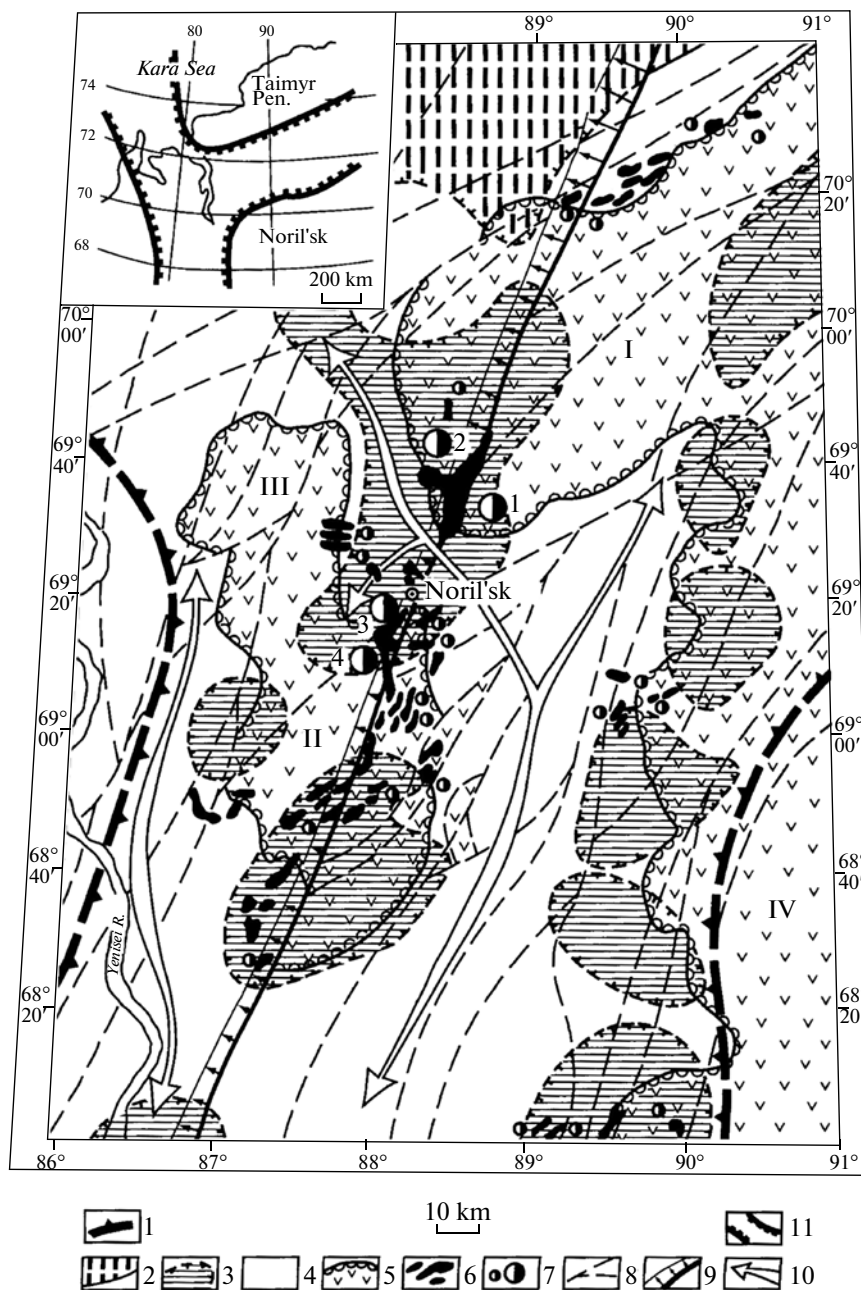 89° 90° 91°
80 90
Kara Sea
74
Taimyr
Pen.
72
70
68
Noril'sk
200 km
70°
20′
70°
00′
70°
00′
I
2
69°
40′
69°
40′
III
1
69°
20′
69°
20′
Noril'sk
3
4
69°
00′
69°
00′
II
68°
40′
68°
40′
IV
Yenisei R.
68°
20′
68°
20′
86° 87° 88° 89° 90° 91°
1 10 km 11
2 3 4 5 6 7 8 9 10